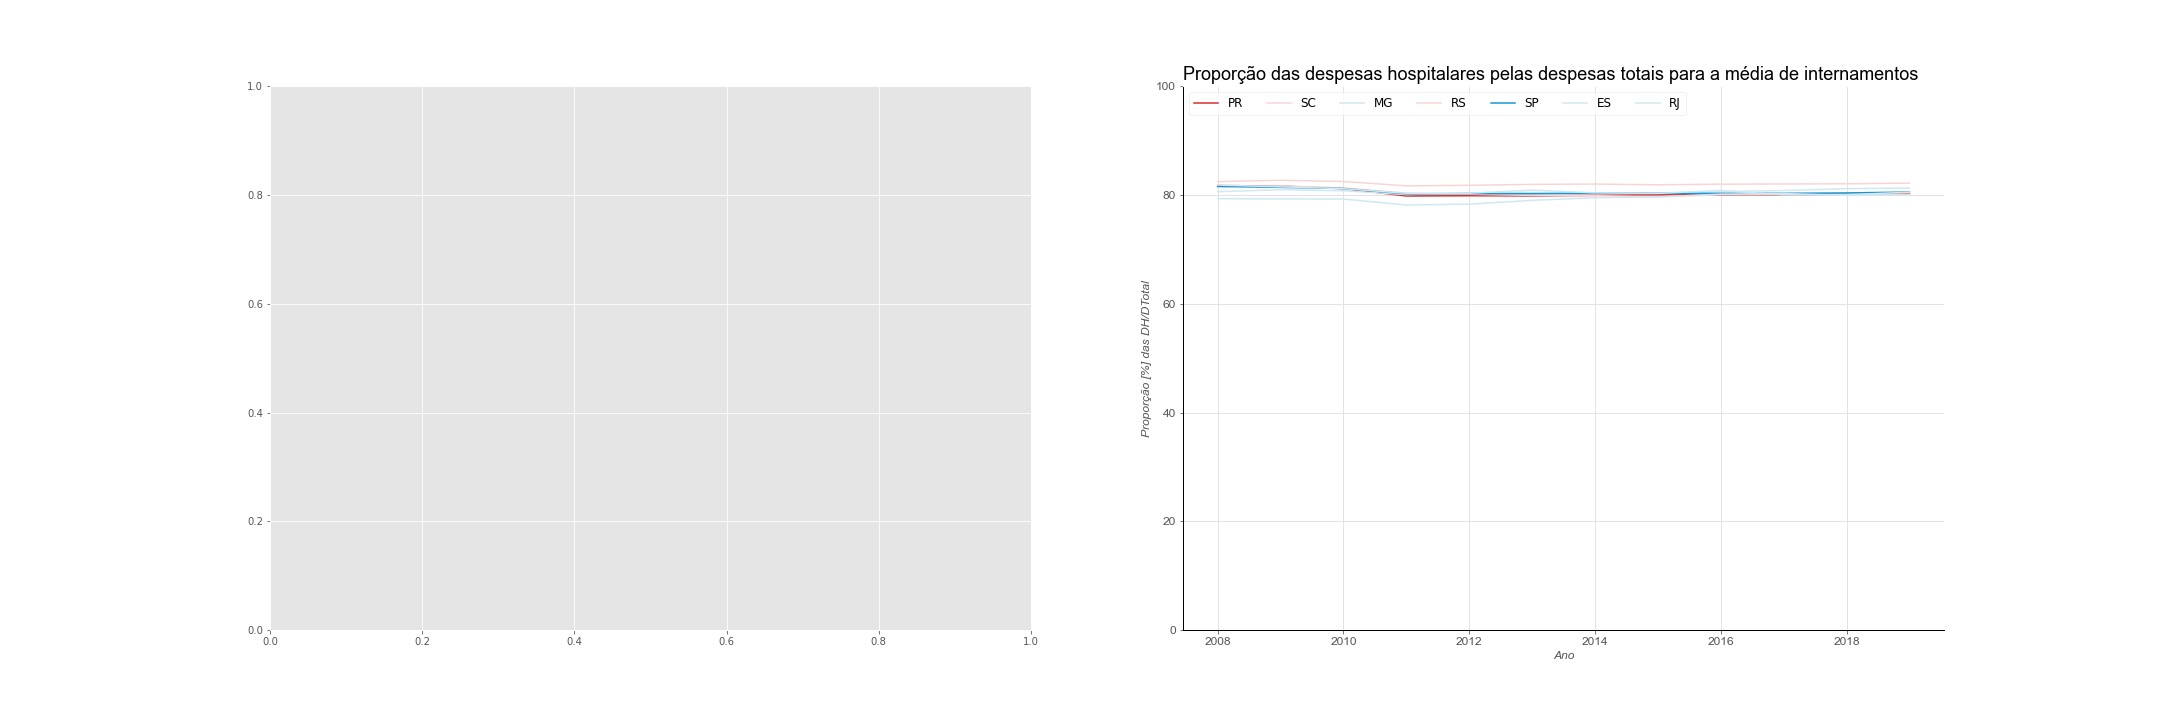 1.0
0.8
0.6
0.4
0.2
0.0
0.0 0.2 0.4 0.6 0.8 1.0
Proporção das despesas hospitalares pelas despesas totais para a média de internamentos
PR SC MG RS SP ES RJ
Proporção [%] das DH/DTotal
100
80
60
40
20
0
2008 2010 2012 2014 2016 2018
Ano